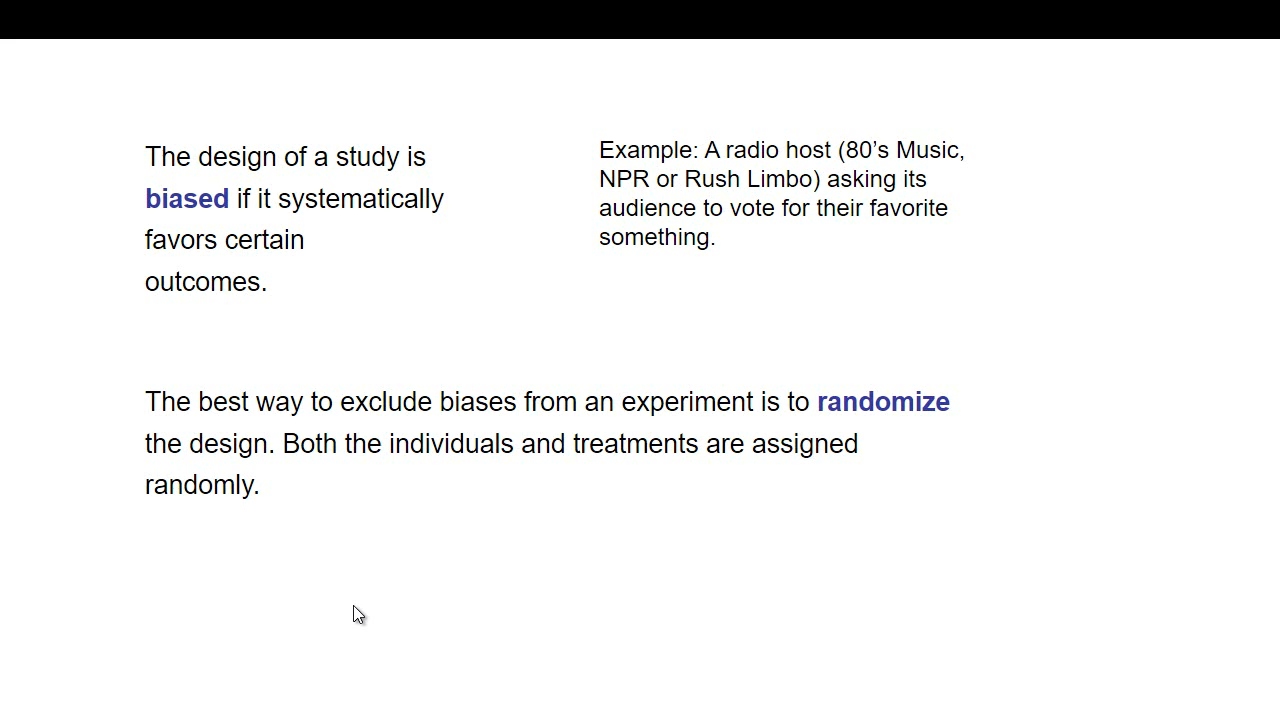 The design of a study is
biased if it systematically
favors certain
outcomes.
Example: A radio host (80’s Music,
NPR or Rush Limbo) asking its
audience to vote for their favorite
something.
The best way to exclude biases from an experiment is to randomize
the design. Both the individuals and treatments are assigned
randomly.